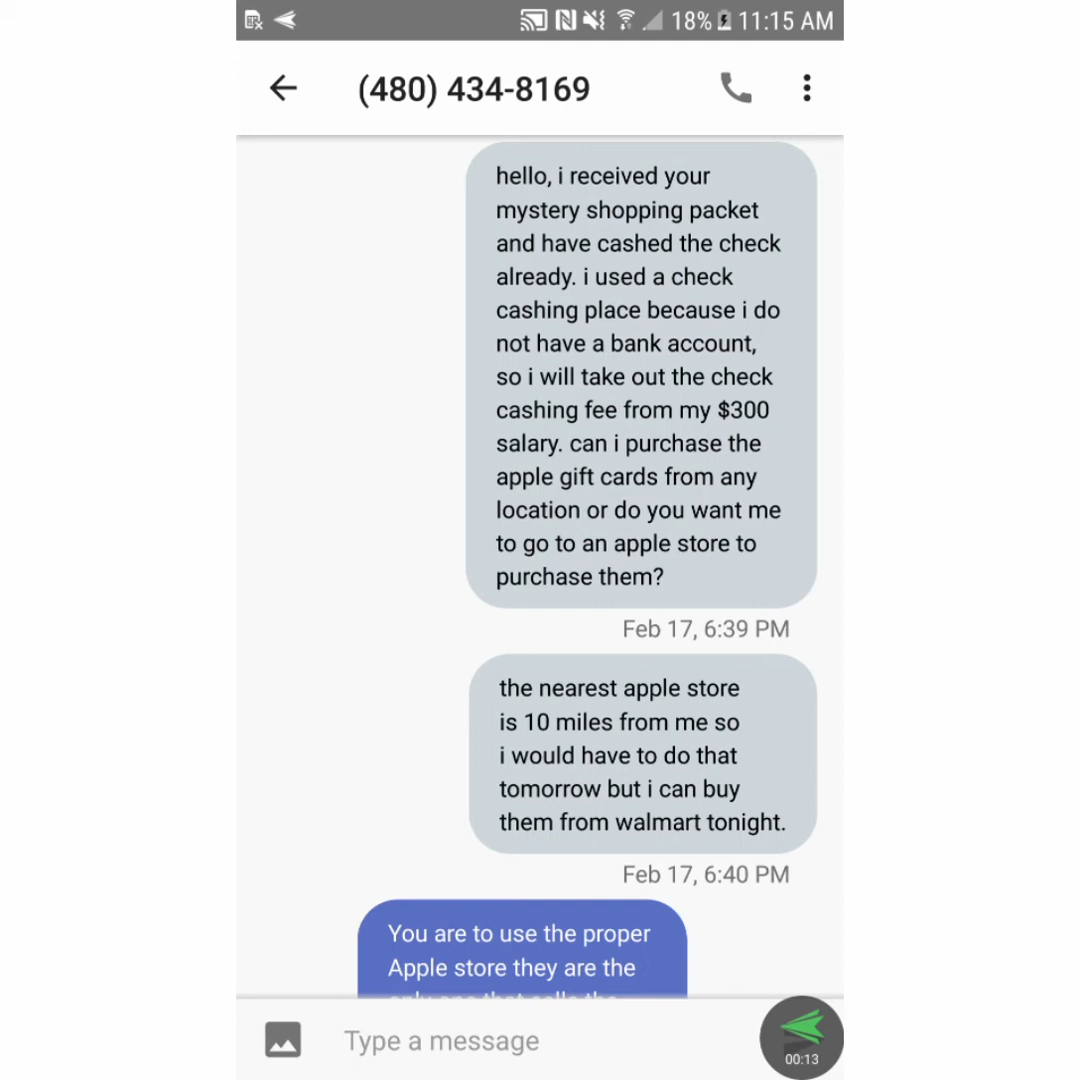 18% 11:15 AM
(480) 434-8169
hello, i received your
mystery shopping packet
and have cashed the check
already. i used a check
cashing place because i do
not have a bank account,
so i will take out the check
cashing fee from my $300
salary. can i purchase the
apple gift cards from any
location or do you want me
to go to an apple store to
purchase them?
Feb 17, 6:39 PM
the nearest apple store
is 10 miles from me so
i would have to do that
tomorrow but i can buy
them from walmart tonight.
Feb 17, 6:40 PM
You are to use the proper
Apple store they are the
only one that sells the
Type a message
00:13